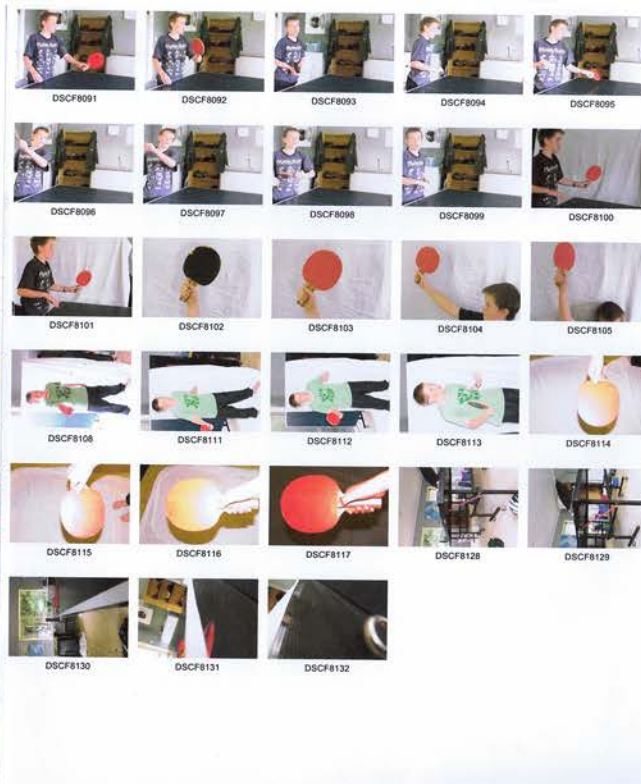 DSCF8091 DSCF8092 DSCF8093 DSCF8094 DSCF8095
DSCF8096 DSCF8097 DSCF8098 DSCF8099 DSCF8100
DSCF8101 DSCF8102 DSCF8103 DSCF8104 DSCF8105
DSCF8108 DSCF8111 DSCF8112 DSCF8113 DSCF8114
DSCF8115 DSCF8116 DSCF8117 DSCF8128 DSCF8129
DSCF8130 DSCF8131 DSCF8132